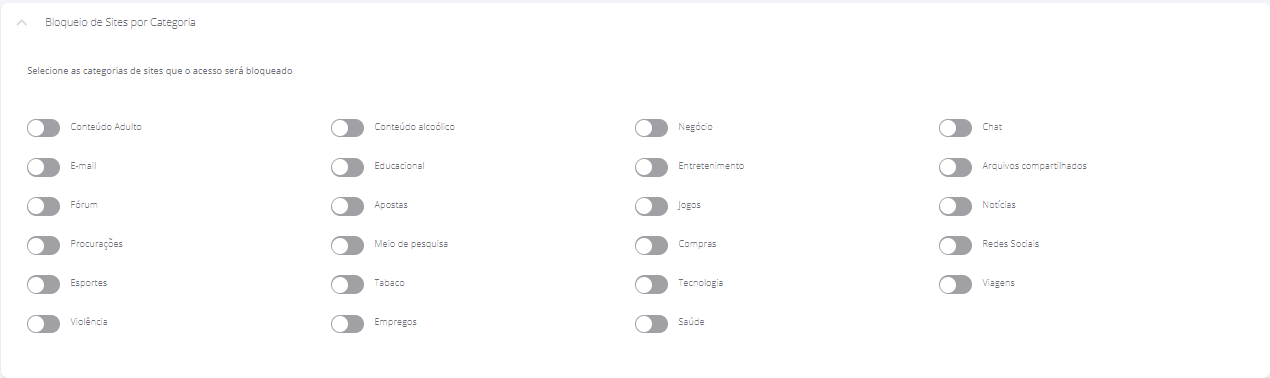 Bloqueio de Sites por Categoria
Selecione as categorias de sites que o acesso será bloqueado
Conteúdo Adulto
Conteúdo alcoólico
Negócio
Chat
E-mail
Educacional
Entretenimento
Arquivos compartilhados
Fórum
Apostas
Jogos
Notícias
Procurações
Meio de pesquisa
Compras
Redes Sociais
Esportes
Tabaco
Tecnologia
Viagens
Violência
Empregos
Saúde